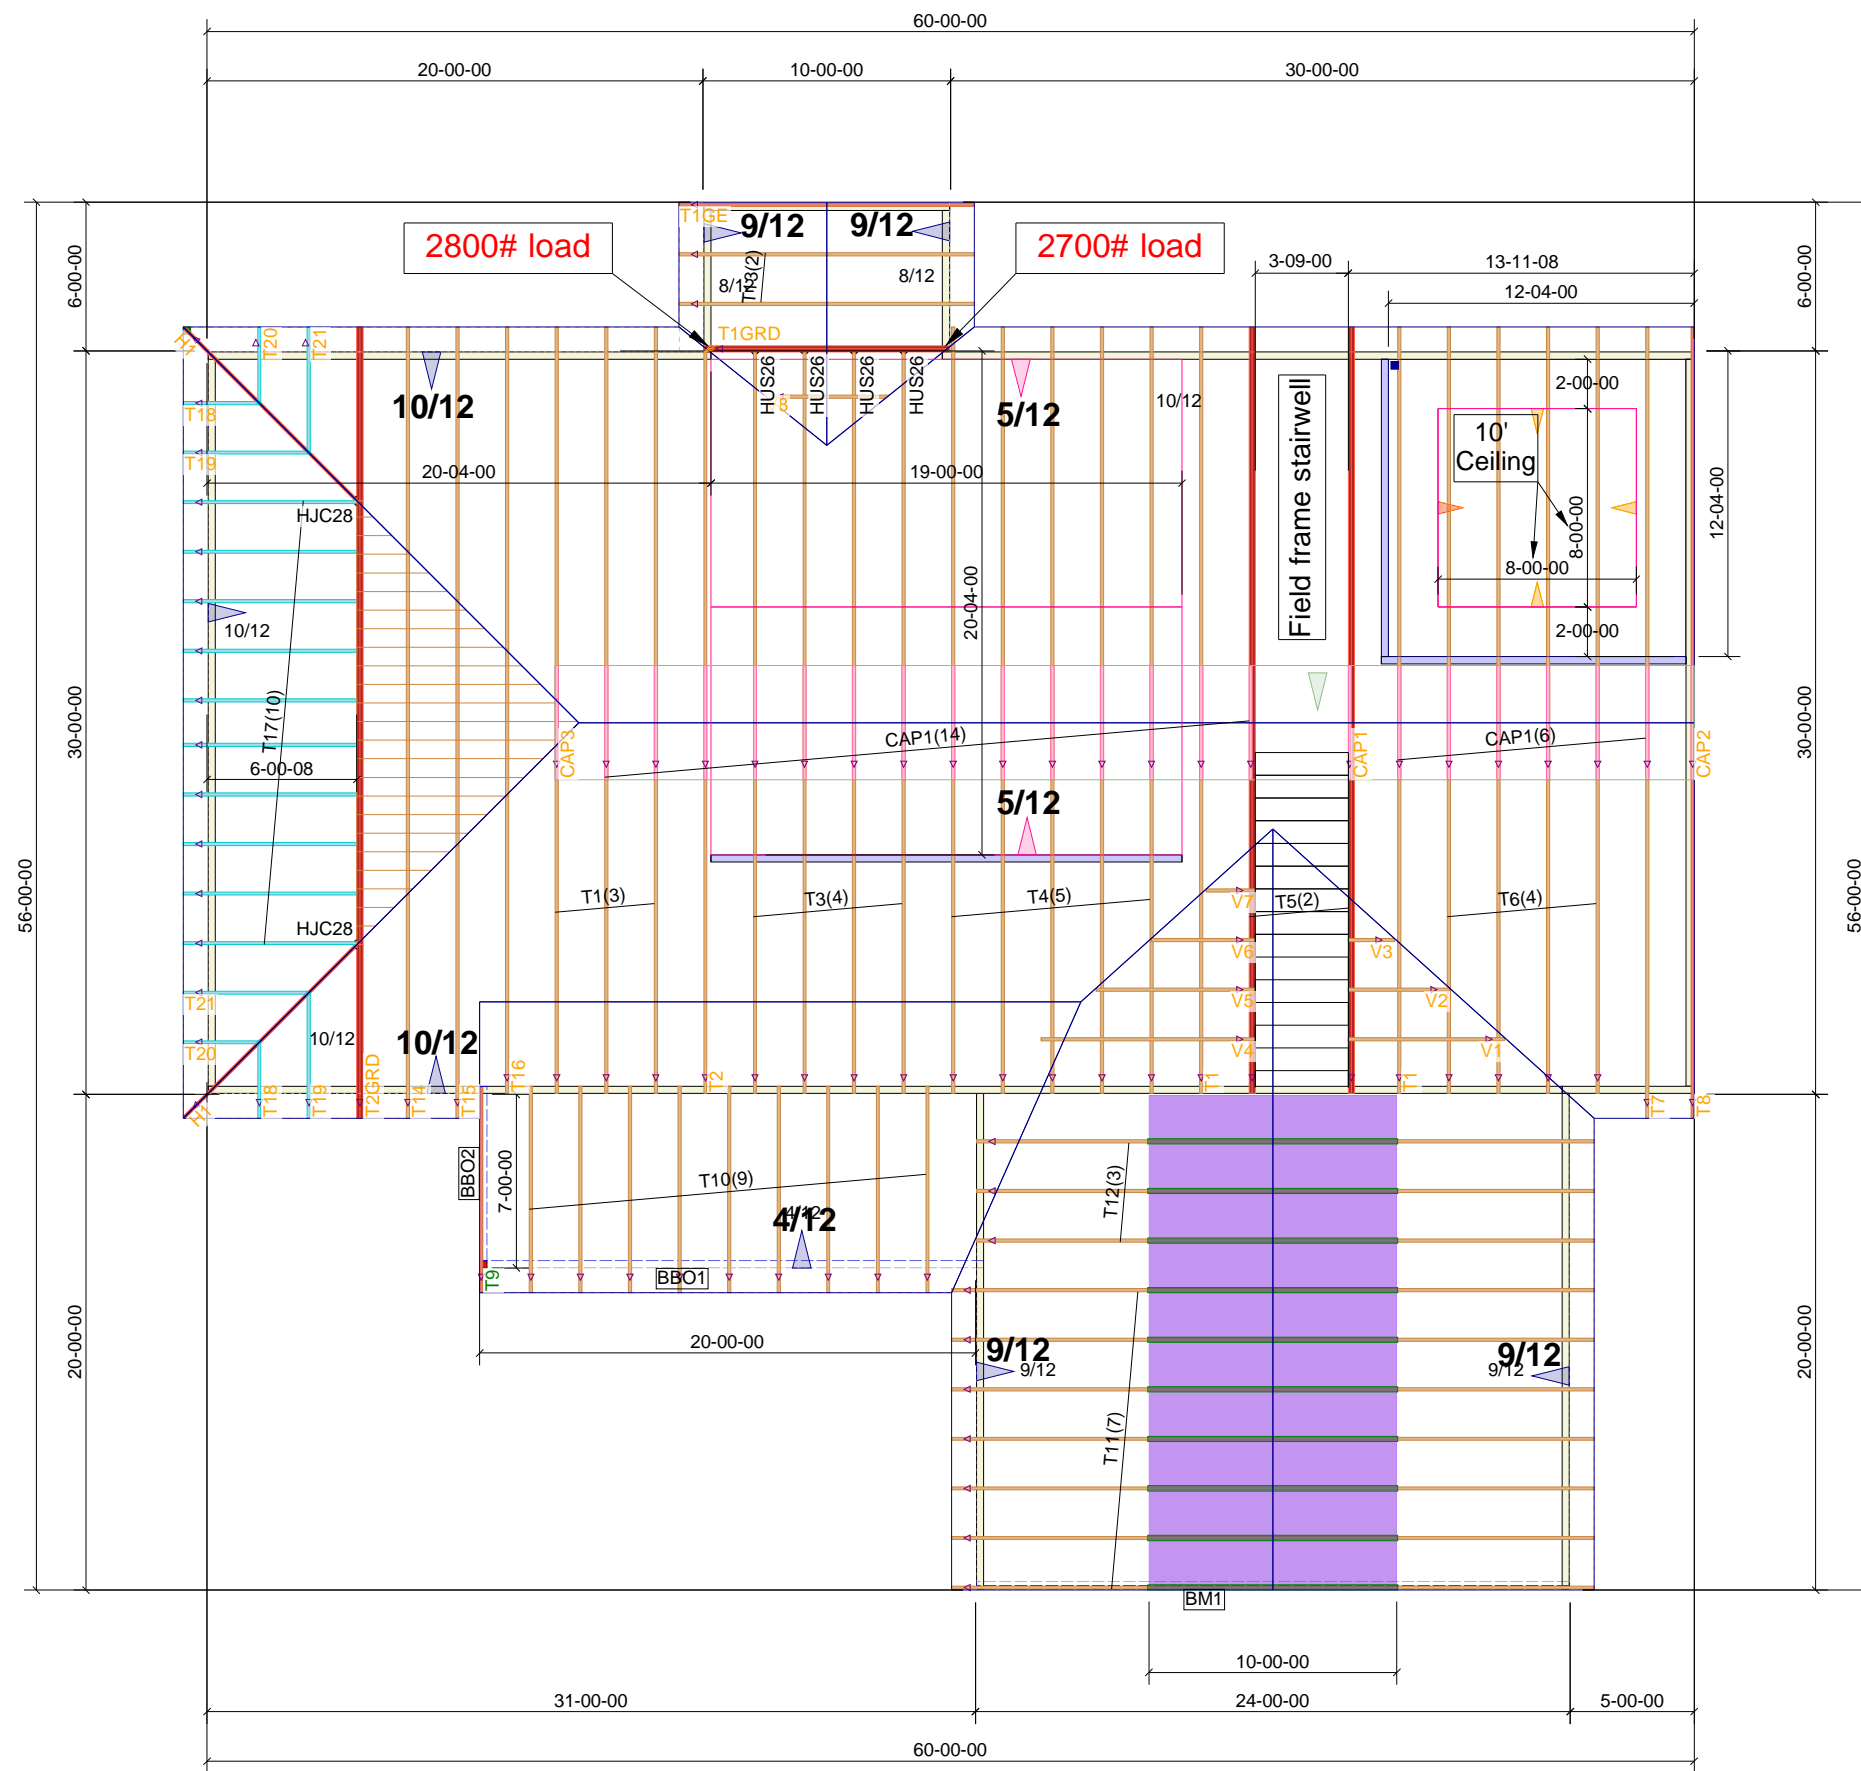 60-00-00
20-00-00
10-00-00
30-00-00
6-00-00
6-00-00
T1GE
9/12
9/12
2800# load
2700# load
T13(2)
8/12
8/12
3-09-00
13-11-08
12-04-00
H1
T20
T21
T1GRD
10/12
HUS26
HUS26
HUS26
HUS26
5/12
10/12
Field frame stairwell
2-00-00
10'
Ceiling
T18
T19
20-04-00
19-00-00
12-04-00
8-00-00
8-00-00
HJC28
20-04-00
10/12
2-00-00
T17(10)
30-00-00
30-00-00
6-00-08
CAP3
CAP1(14)
CAP1
CAP1(6)
CAP2
5/12
56-00-00
56-00-00
T1(3)
T3(4)
T4(5)
T5(2)
T6(4)
V7
HJC28
V6
V3
T21
V5
V2
10/12
10/12
T20
V4
V1
H1
T18
T19
T2GRD
T14
T15
T16
T2
T1
T1
T7
T8
BBO2
7-00-00
T10(9)
T12(3)
4/12
4/12
T9
BBO1
20-00-00
20-00-00
20-00-00
9/12
9/12
9/12
9/12
T11(7)
BM1
10-00-00
31-00-00
24-00-00
5-00-00
60-00-00